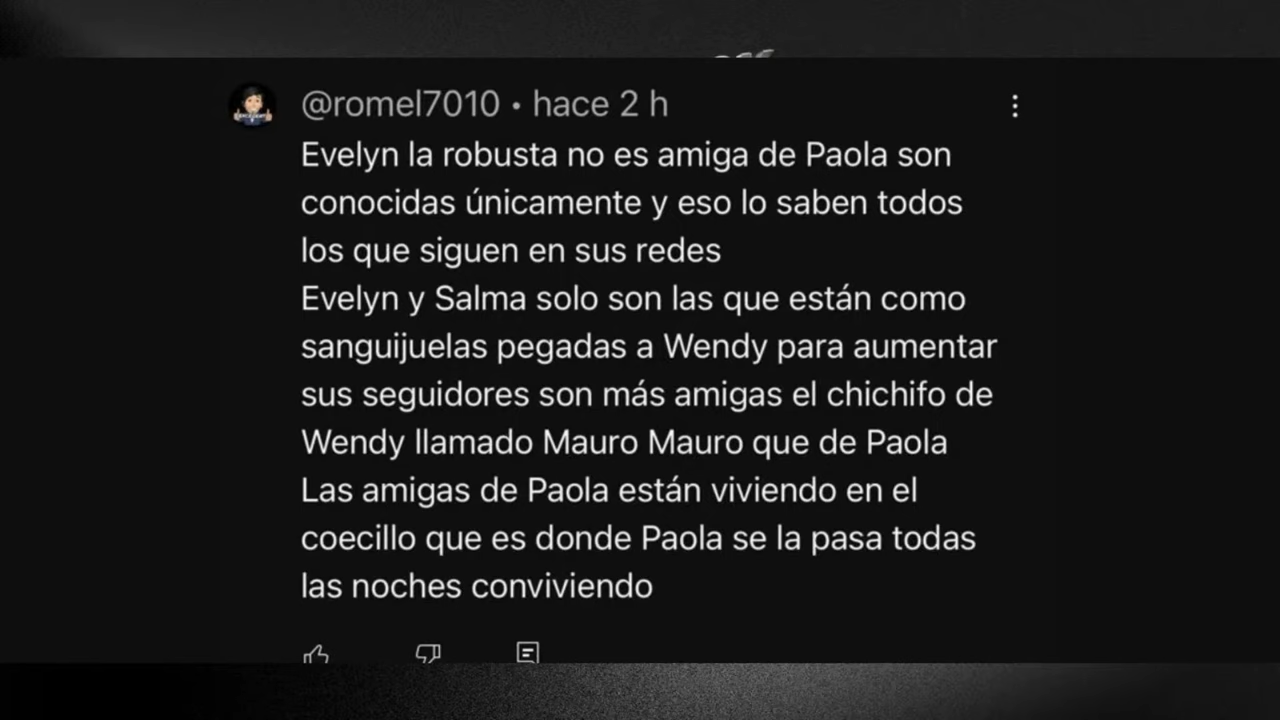 @romel7010 • hace 2 h
Evelyn la robusta no es amiga de Paola son
conocidas únicamente y eso lo saben todos
los que siguen en sus redes
Evelyn y Salma solo son las que están como
sanguijuelas pegadas a Wendy para aumentar
sus seguidores son más amigas el chichifo de
Wendy llamado Mauro Mauro que de Paola
Las amigas de Paola están viviendo en el
coecillo que es donde Paola se la pasa todas
las noches conviviendo